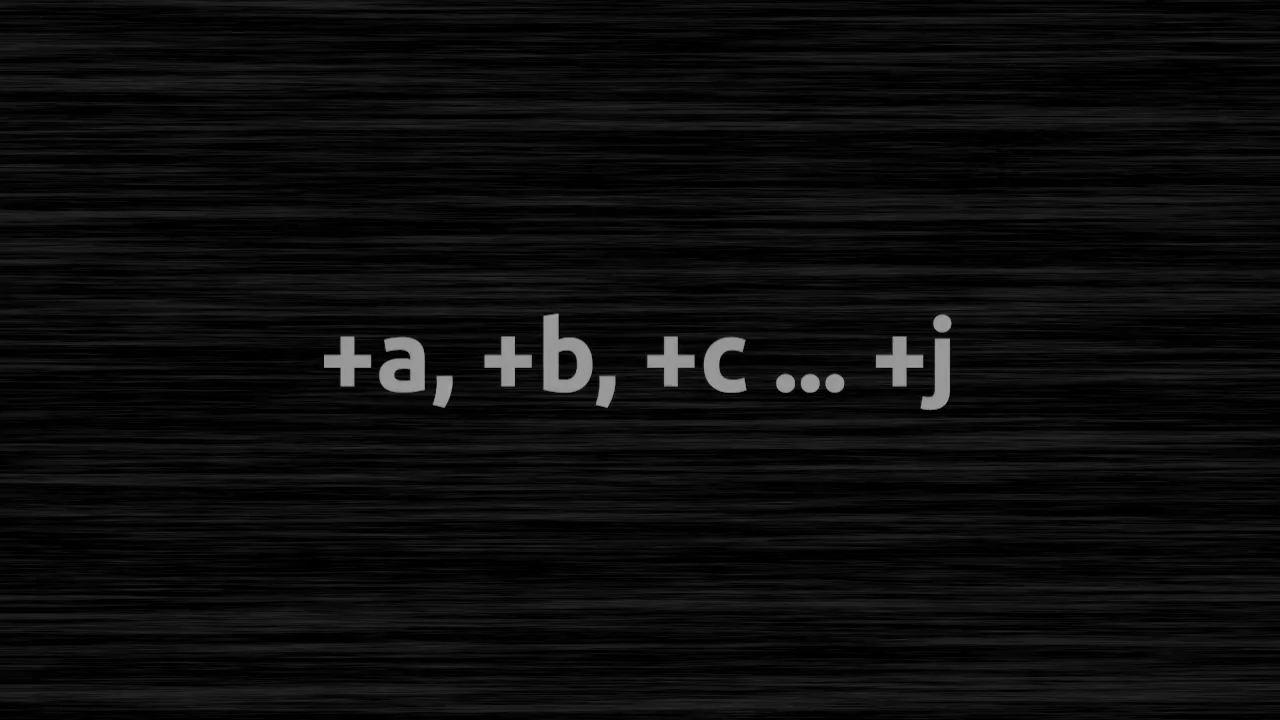 +a, +b, +c ... +j